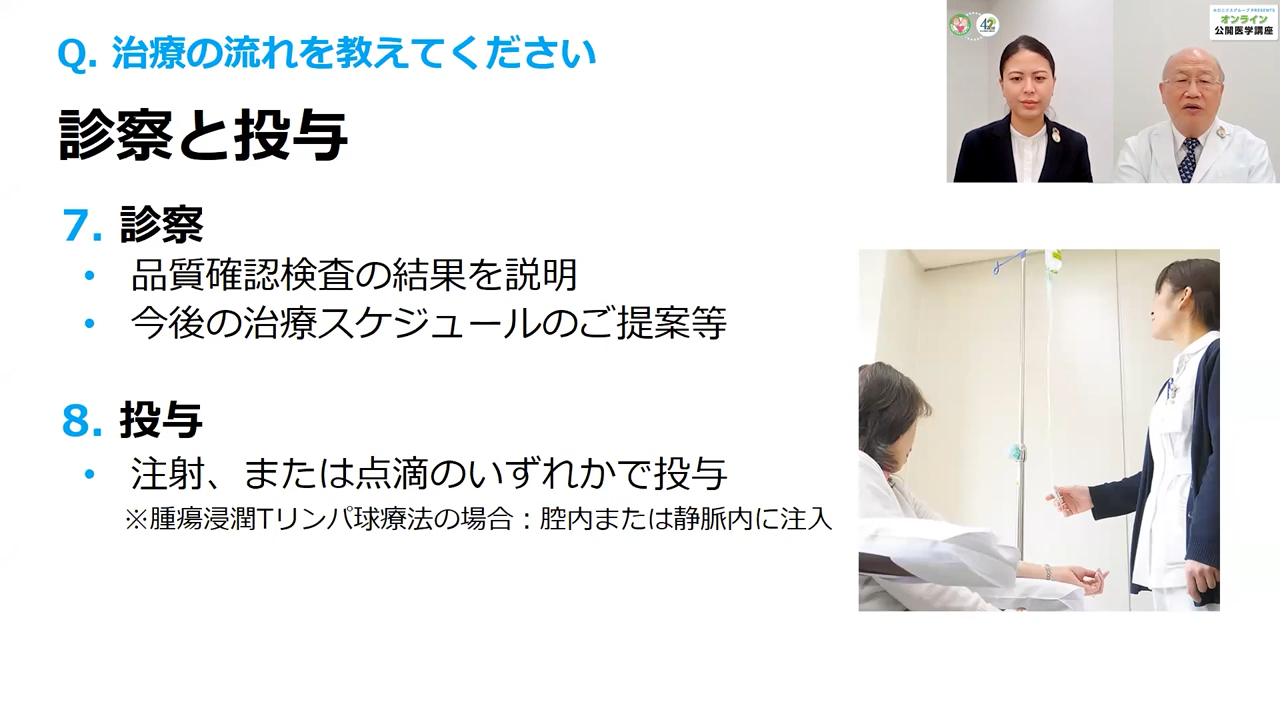 Q. 治療の流れを教えてください
診察と投与
7. 診察
• 品質確認検査の結果を説明
• 今後の治療スケジュールのご提案等
8. 投与
• 注射、または点滴のいずれかで投与
※腫瘍浸潤Tリンパ球療法の場合：腔内または静脈内に注入
42
PRESENTS
オンライン
公開医学講座